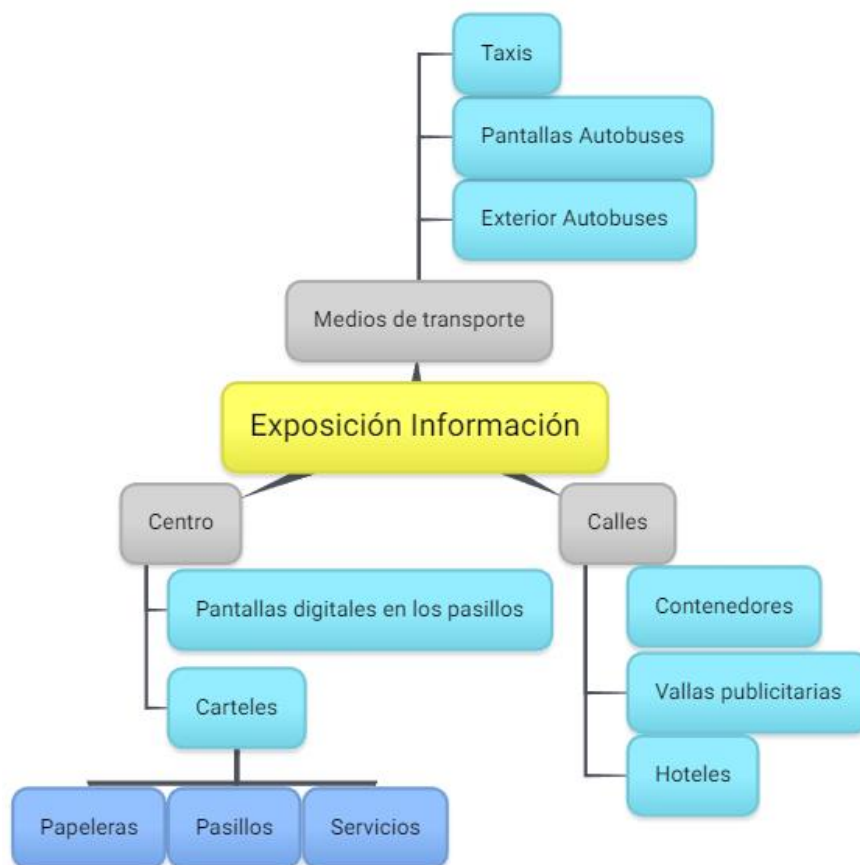 Taxis
Pantallas Autobuses
Exterior Autobuses
Medios de transporte
Exposición Información
Centro
Calles
Pantallas digitales en los pasillos
Contenedores
Carteles
Vallas publicitarias
Hoteles
Papeleras
Pasillos
Servicios